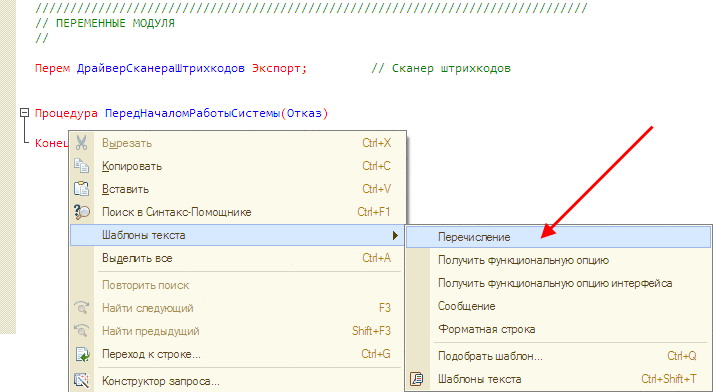 ////////////////////////////////////////////////////////////////////////////////
// ПЕРЕМЕННЫЕ МОДУЛЯ
//
Перем ДрайверСканераШтрихкодов Экспорт; // Сканер штрихкодов
Процедура ПередНачаломРаботыСистемы(Отказ)
Конец
Вырезать Ctrl+X
Копировать Ctrl+C
Вставить Ctrl+V
Поиск в Синтакс-Помощнике Ctrl+F1
Шаблоны текста
Выделить все Ctrl+A
Повторить поиск
Найти следующий F3
Найти предыдущий Shift+F3
Переход к строке... Ctrl+G
Конструктор запроса...
Перечисление
Получить функциональную опцию
Получить функциональную опцию интерфейса
Сообщение
Форматная строка
Подобрать шаблон... Ctrl+Q
Шаблоны текста Ctrl+Shift+T